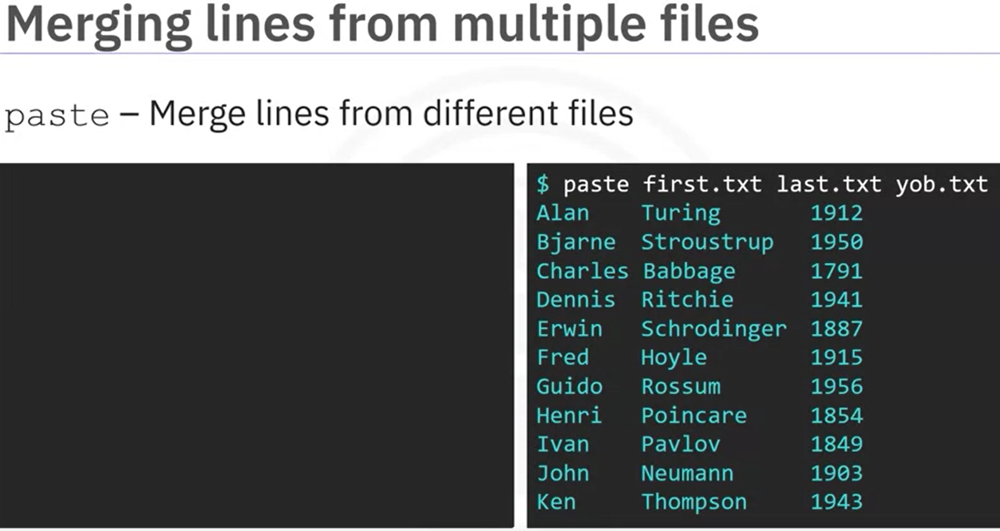 Merging lines from multiple files
paste – Merge lines from different files
$ paste first.txt last.txt yob.txt
Alan Turing 1912
Bjarne Stroustrup 1950
Charles Babbage 1791
Dennis Ritchie 1941
Erwin Schrodinger 1887
Fred Hoyle 1915
Guido Rossum 1956
Henri Poincare 1854
Ivan Pavlov 1849
John Neumann 1903
Ken Thompson 1943